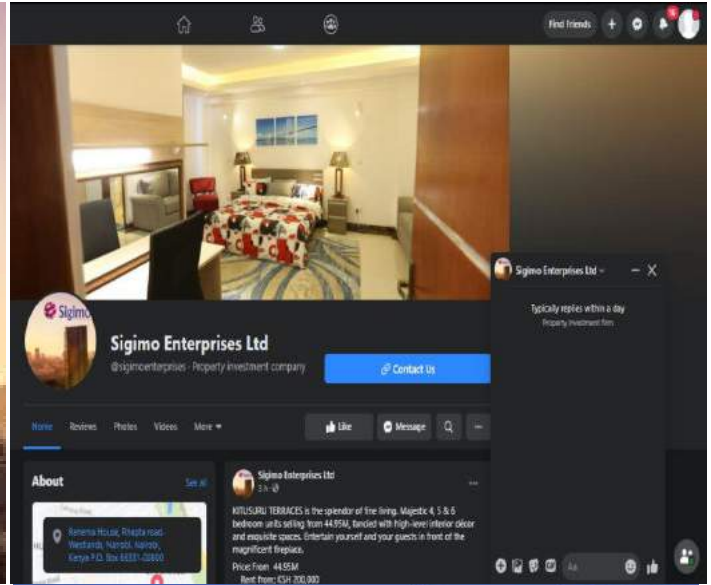 Find Friends
Sigimo
Sigimo Enterprises Ltd
@sigimoenterprises · Property investment company
Contact Us
Home Reviews Photos Videos More
Like
Message
About
See All
Westlands, Nairobi, Nairobi,
Sigimo Enterprises Ltd
KITUSURU TERRACES is the splendor of fine living. Majestic 4, 5 & 6
bedroom units selling from 44.95M, fancied with high-level interior décor
and exquisite spaces. Entertain yourself and your guests in front of the
magnificent fireplace.
Price: From 44.95M
Rent from: KSH 200,000
Sigimo Enterprises Ltd
Typically replies within a day
Property investment firm
Aa